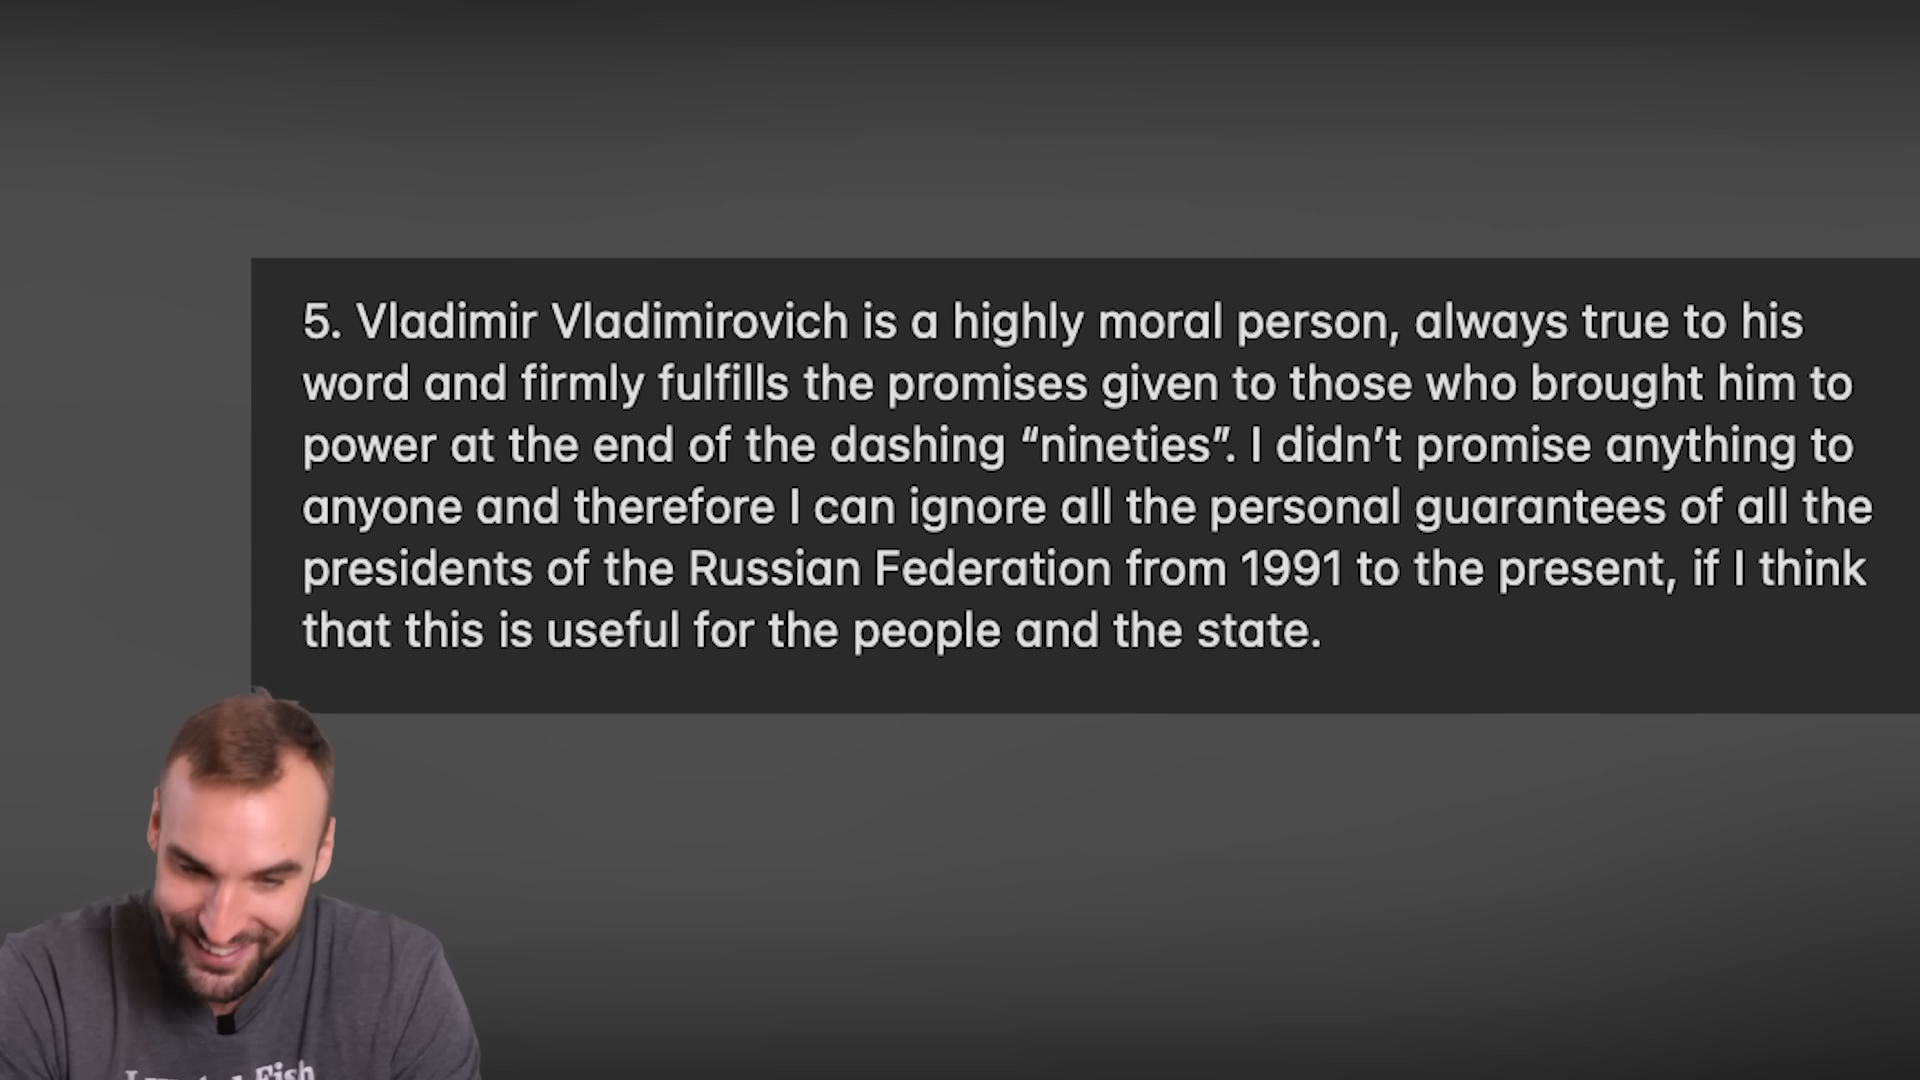 5. Vladimir Vladimirovich is a highly moral person, always true to his
word and firmly fulfills the promises given to those who brought him to
power at the end of the dashing “nineties”. I didn’t promise anything to
anyone and therefore I can ignore all the personal guarantees of all the
presidents of the Russian Federation from 1991 to the present, if I think
that this is useful for the people and the state.
Fish